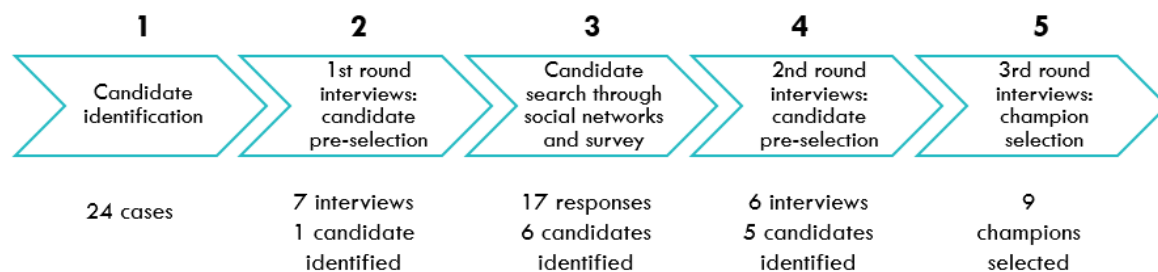 1
2
3
4
5
Candidate
identification
1st round
interviews:
candidate
pre-selection
Candidate
search through
social networks
and survey
2nd round
interviews:
candidate
pre-selection
3rd round
interviews:
champion
selection
24 cases
7 interviews
1 candidate
identified
17 responses
6 candidates
identified
6 interviews
5 candidates
identified
9
champions
selected